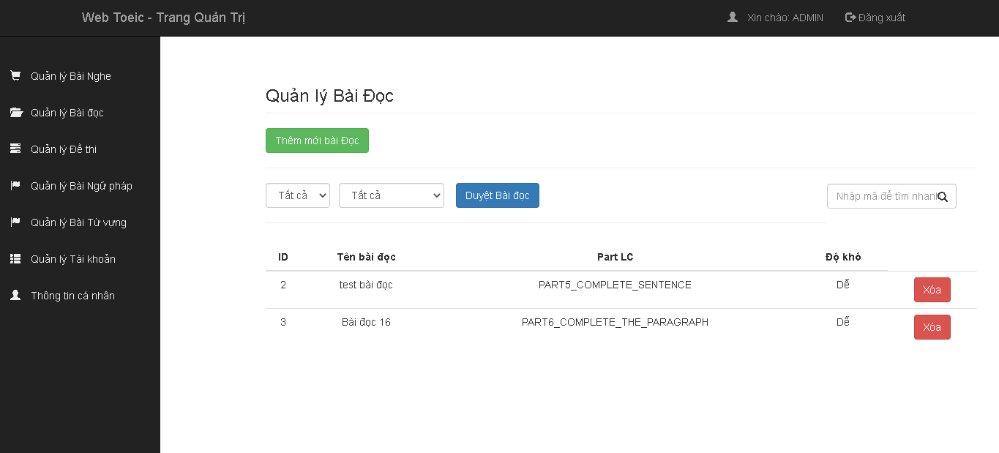 Web Toeic - Trang Quản Trị
Xin chào: ADMIN
Đăng xuất
Quản lý Bài Nghe
Quản lý Bài đọc
Quản lý Đề thi
Quản lý Bài Ngữ pháp
Quản lý Bài Từ vựng
Quản lý Tài khoản
Thông tin cá nhân
Quản lý Bài Đọc
Thêm mới bài Đọc
Tất cả Tất cả Duyệt Bài đọc Nhập mã để tìm nhanh
ID Tên bài đọc Part LC Độ khó
2 test bài đọc PART5_COMPLETE_SENTENCE Dễ Xóa
3 Bài đọc 16 PART6_COMPLETE_THE_PARAGRAPH Dễ Xóa